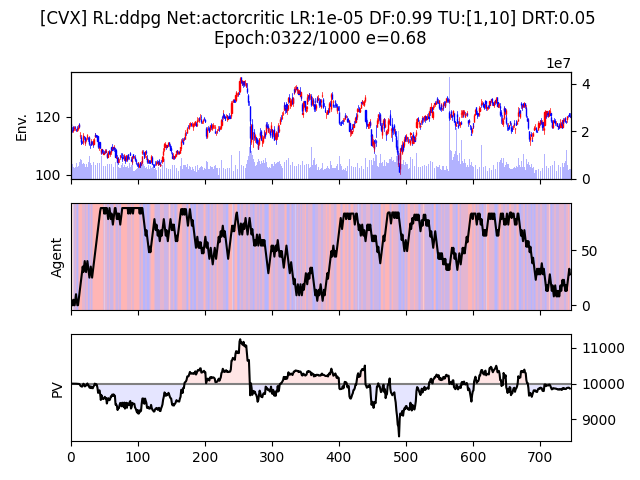 [CVX] RL:ddpg Net:actorcritic LR:1e-05 DF:0.99 TU:[1,10] DRT:0.05
Epoch:0322/1000 e=0.68
1e7
Env.
120
100
4
2
0
Agent
50
0
PV
11000
10000
9000
0 100 200 300 400 500 600 700